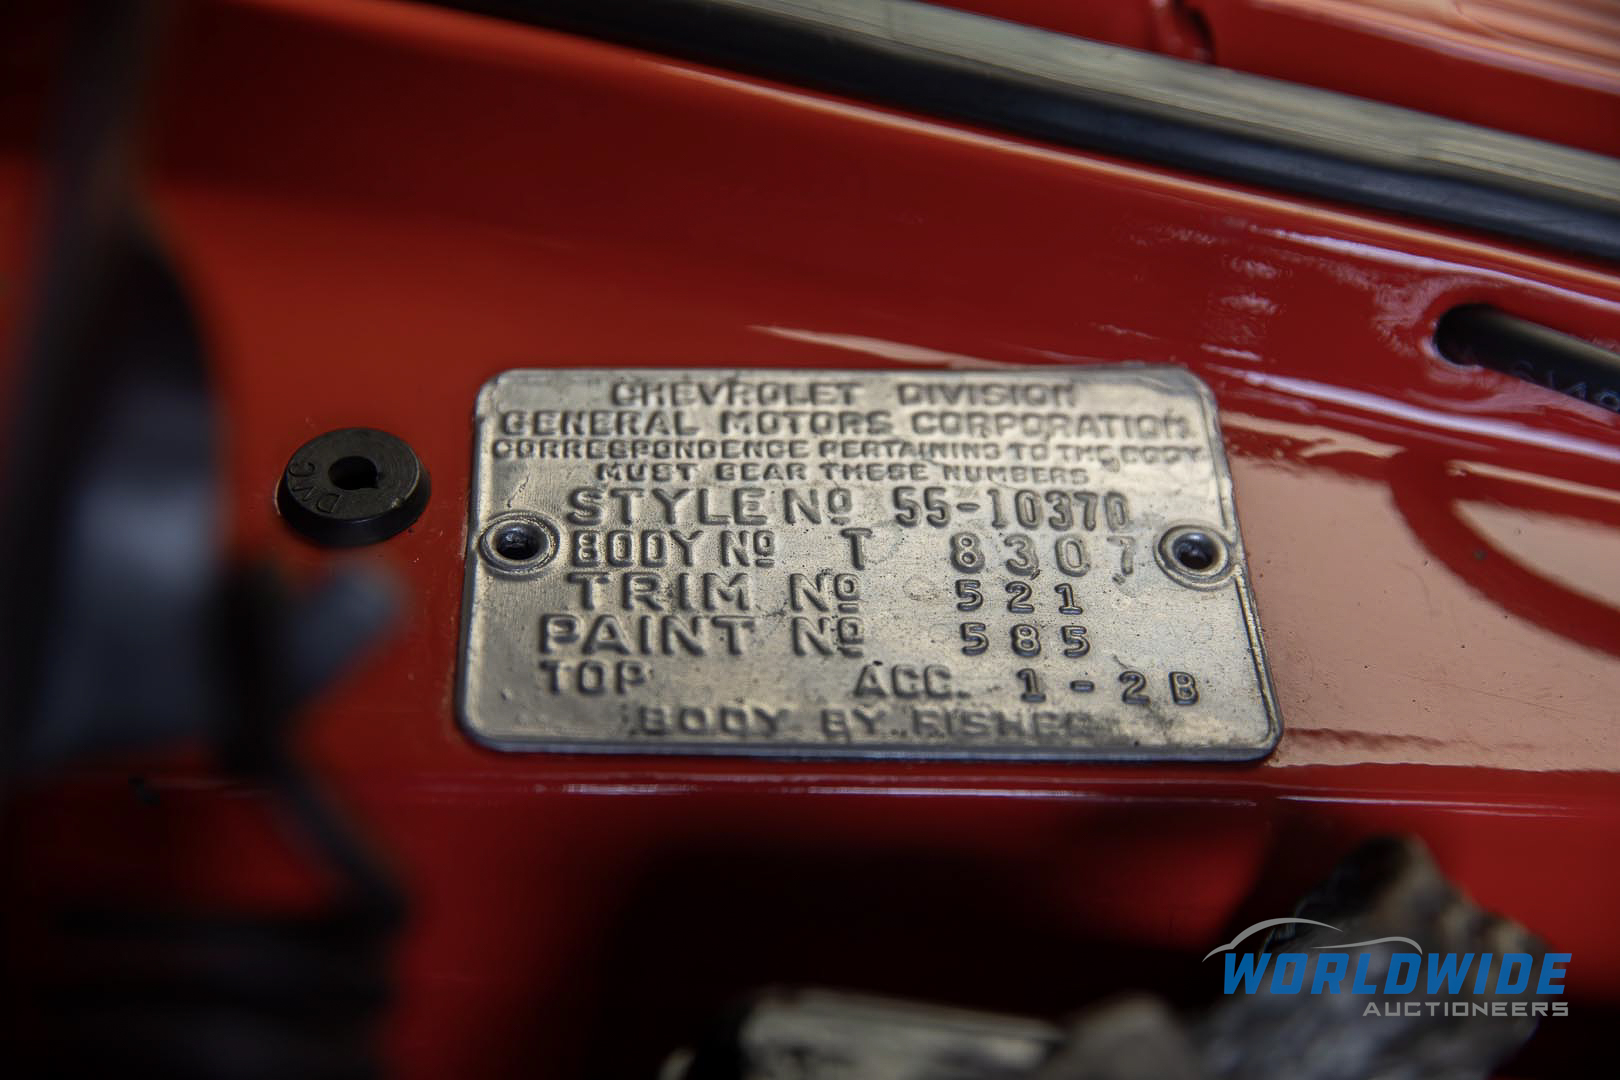 CHEVROLET DIVISION
GENERAL MOTORS CORPORATION
CORRESPONDENCE PERTAINING TO THE BODY
MUST BEAR THESE NUMBERS
STYLE Nº 55-10370
BODY Nº T 8307
TRIM Nº 521
PAINT Nº 585
TOP ACC. 1-2B
BODY BY FISHER
DMC
WORLDWIDE
AUCTIONEERS